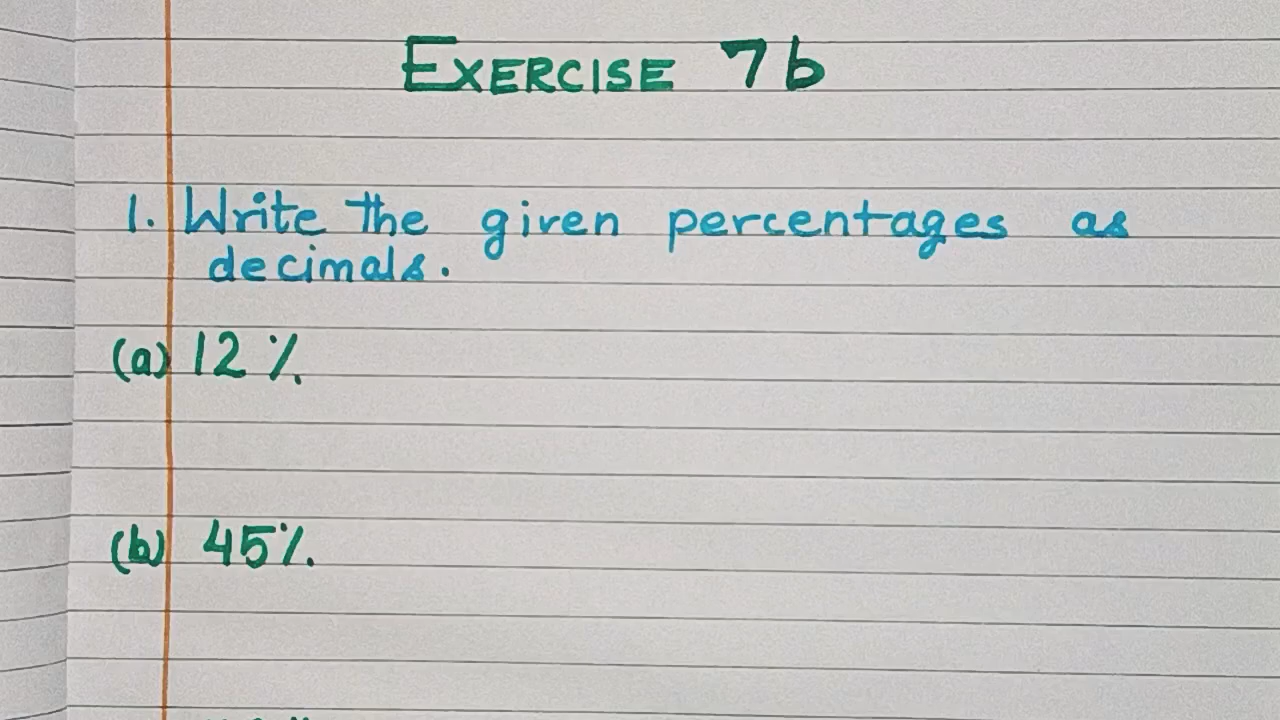 EXERCISE 7b
1. Write the given percentages as
decimals.
(a) 12 %
(b) 45%